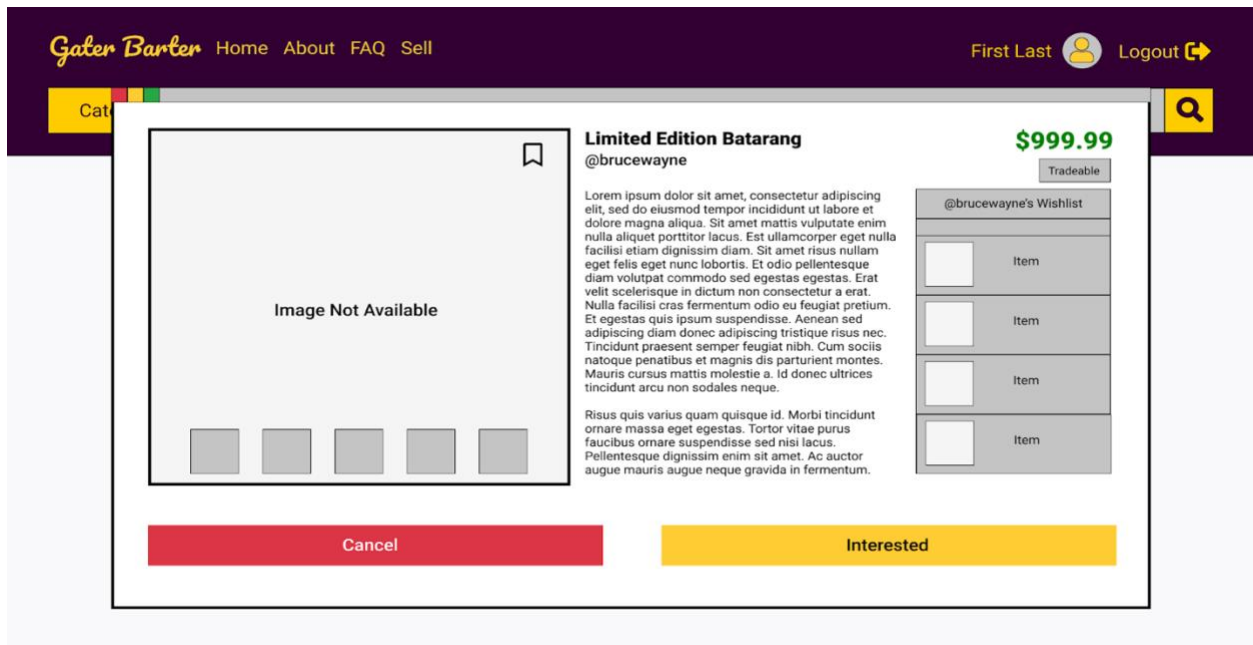 Gater Barter Home About FAQ Sell
First Last Logout
Cat
Limited Edition Batarang
@brucewayne
$999.99
Tradeable
Image Not Available
Lorem ipsum dolor sit amet, consectetur adipiscing
elit, sed do eiusmod tempor incididunt ut labore et
dolore magna aliqua. Sit amet mattis vulputate enim
nulla aliquet porttitor lacus. Est ullamcorper eget nulla
facilisi etiam dignissim diam. Sit amet risus nullam
eget felis eget nunc lobortis. Et odio pellentesque
diam volutpat commodo sed egestas egestas. Erat
velit scelerisque in dictum non consectetur a erat.
Nulla facilisi cras fermentum odio eu feugiat pretium.
Et egestas quis ipsum suspendisse. Aenean sed
adipiscing diam donec adipiscing tristique risus nec.
Tincidunt praesent semper feugiat nibh. Cum sociis
natoque penatibus et magnis dis parturient montes.
Mauris cursus mattis molestie a. Id donec ultrices
tincidunt arcu non sodales neque.
Risus quis varius quam quisque id. Morbi tincidunt
ornare massa eget egestas. Tortor vitae purus
faucibus ornare suspendisse sed nisi lacus.
Pellentesque dignissim enim sit amet. Ac auctor
augue mauris augue neque gravida in fermentum.
@brucewayne's Wishlist
Item
Item
Item
Item
Cancel
Interested